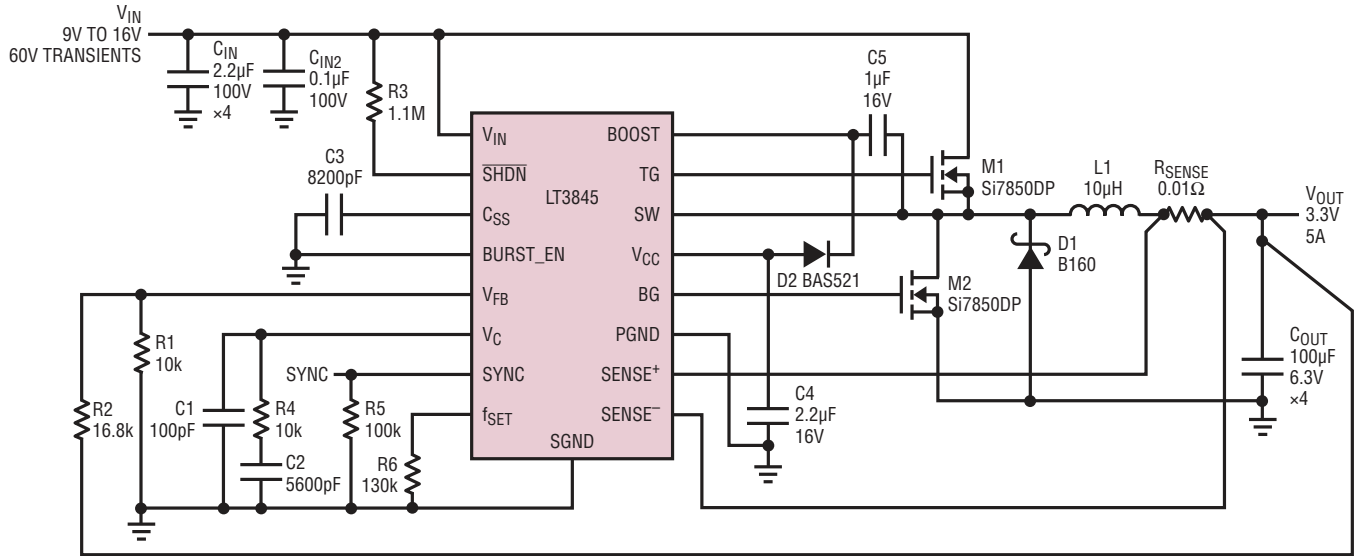 VIN
9V TO 16V
60V TRANSIENTS
CIN
2.2µF
100V
×4
CIN2
0.1µF
100V
R3
1.1M
C3
8200pF
LT3845
VIN
SHDN
CSS
BURST_EN
VFB
VC
SYNC
fSET
SGND
BOOST
TG
SW
VCC
BG
PGND
SENSE+
SENSE–
C5
1µF
16V
M1
Si7850DP
L1
10µH
RSENSE
0.01Ω
VOUT
3.3V
5A
D2 BAS521
D1
B160
M2
Si7850DP
COUT
100µF
6.3V
×4
C4
2.2µF
16V
R1
10k
R2
16.8k
C1
100pF
R4
10k
C2
5600pF
SYNC
R5
100k
R6
130k